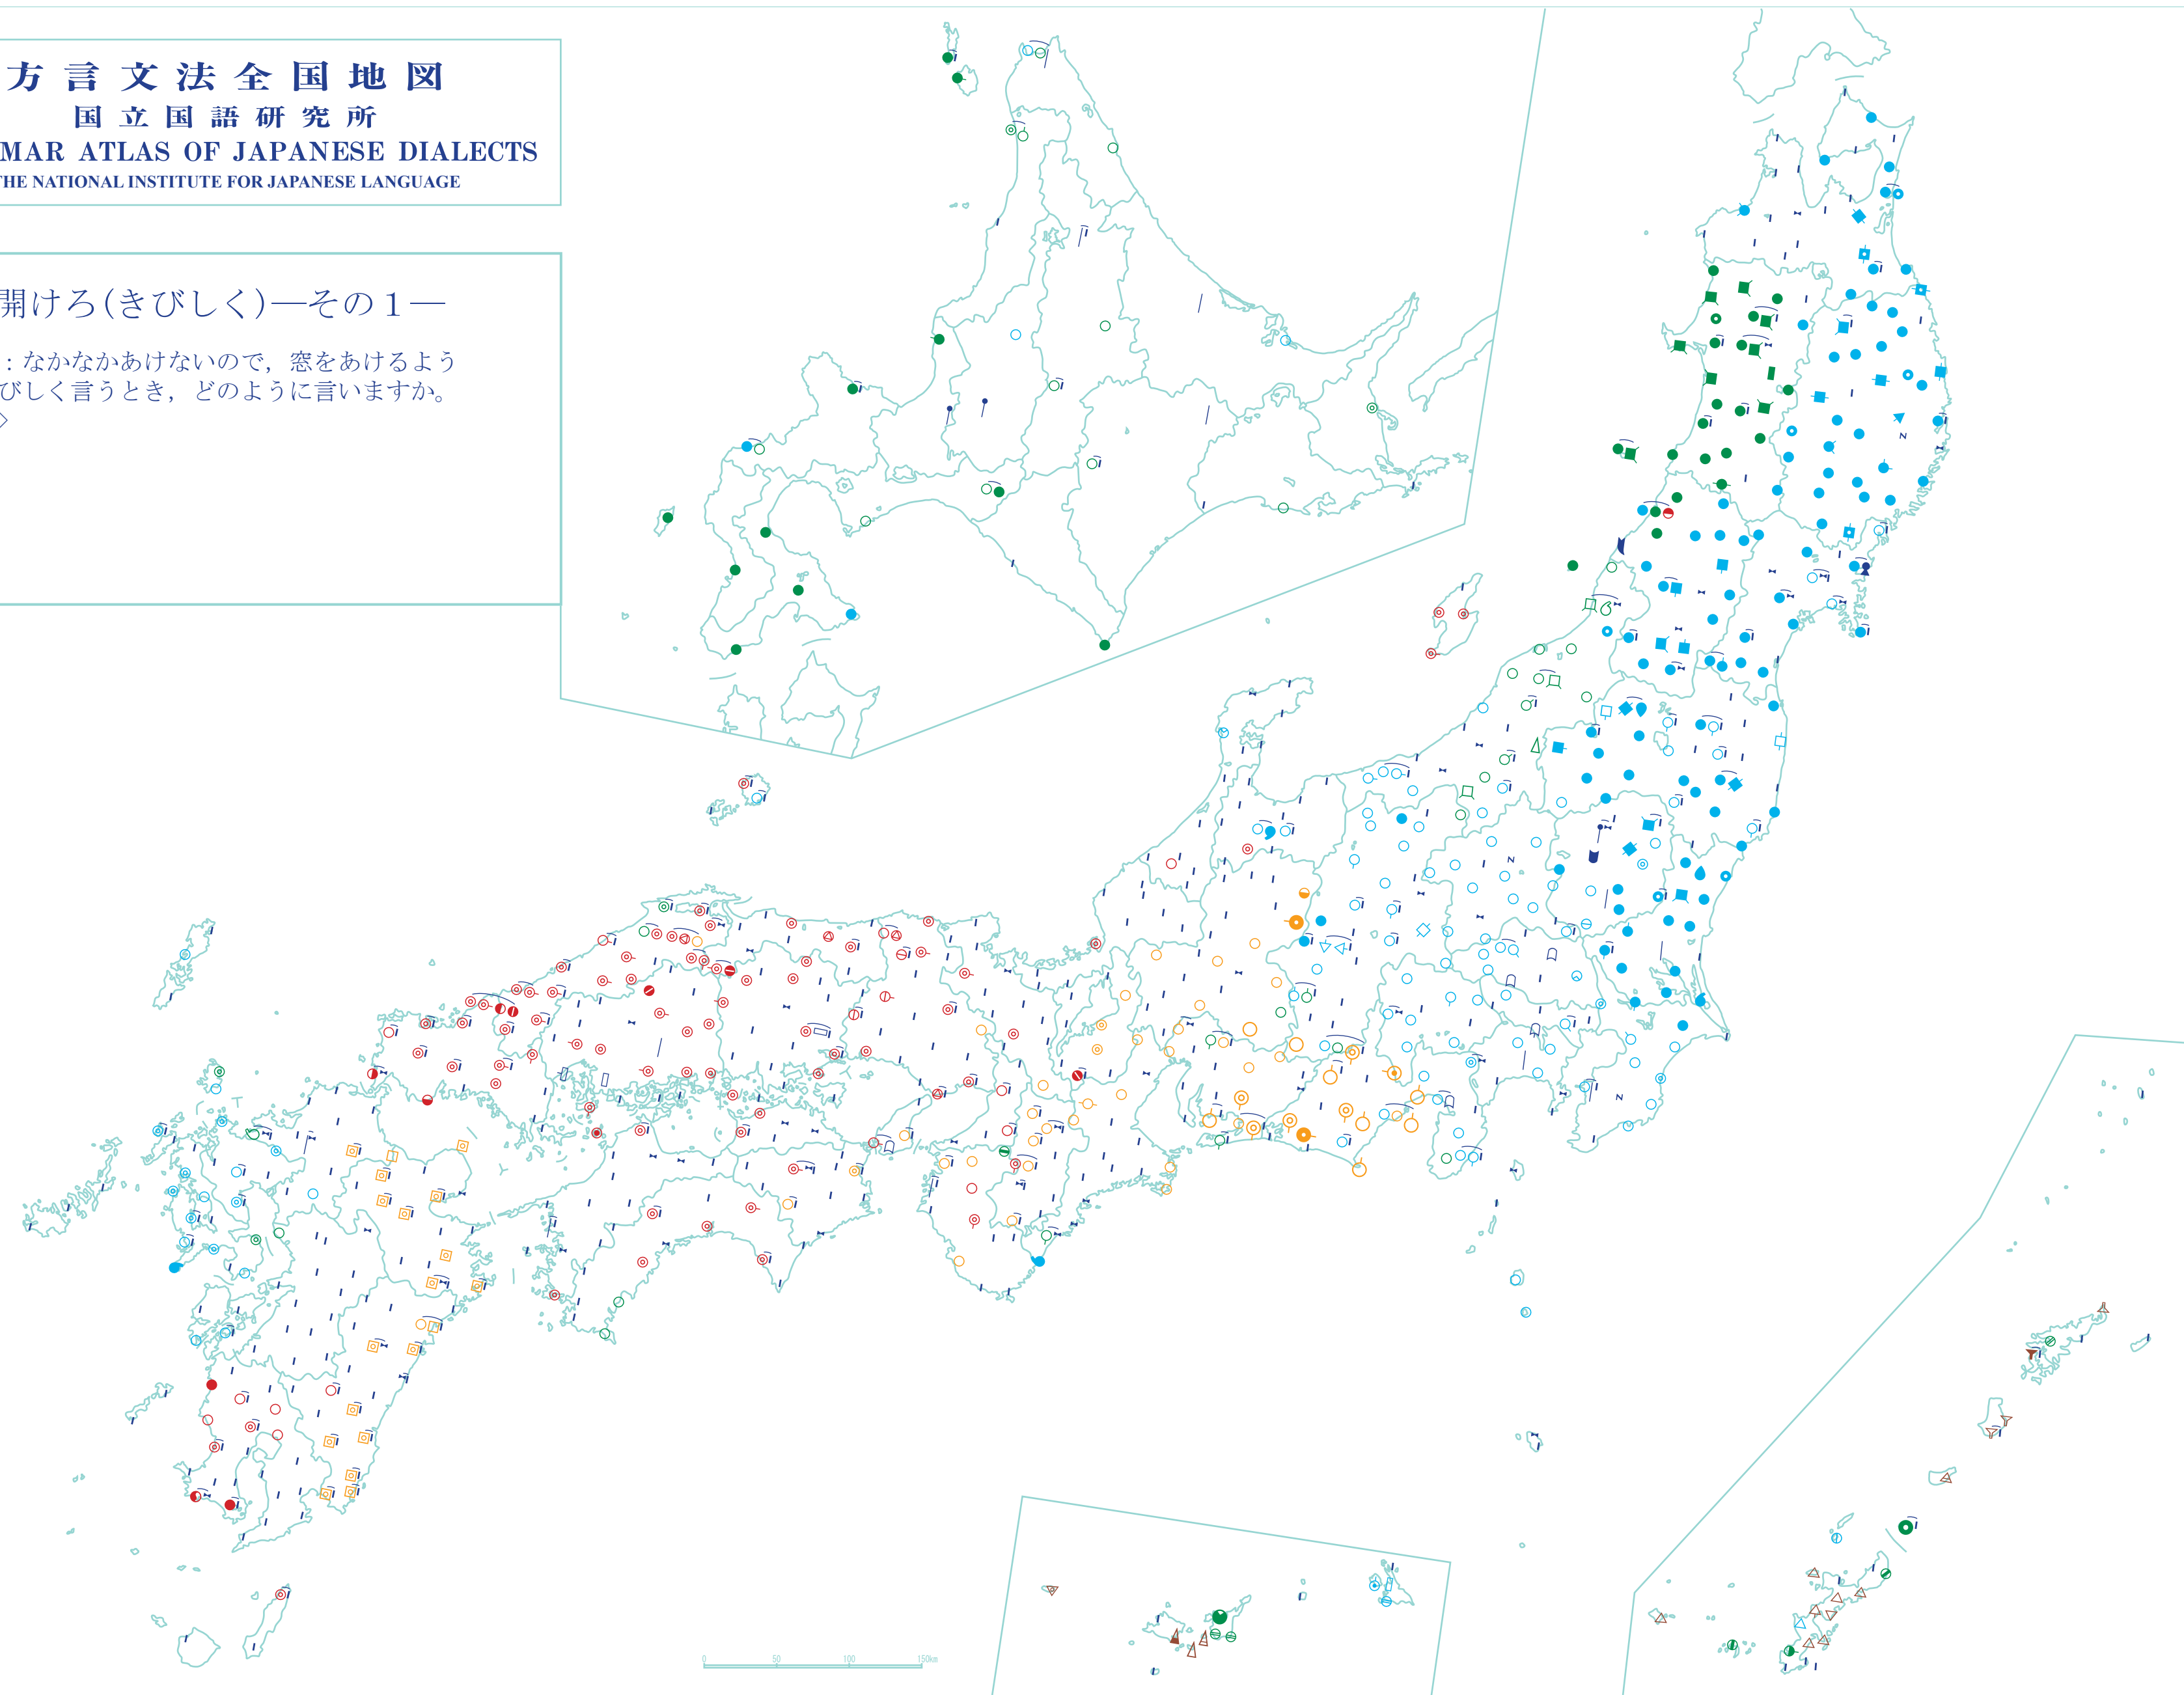 方言文法全国地図
国立国語研究所
MAR ATLAS OF JAPANESE DIALECTS
THE NATIONAL INSTITUTE FOR JAPANESE LANGUAGE
開けろ(きびしく)―その1―
：なかなかあけないので，窓をあけるよう
びしく言うとき，どのように言いますか。
0 50 100 150km